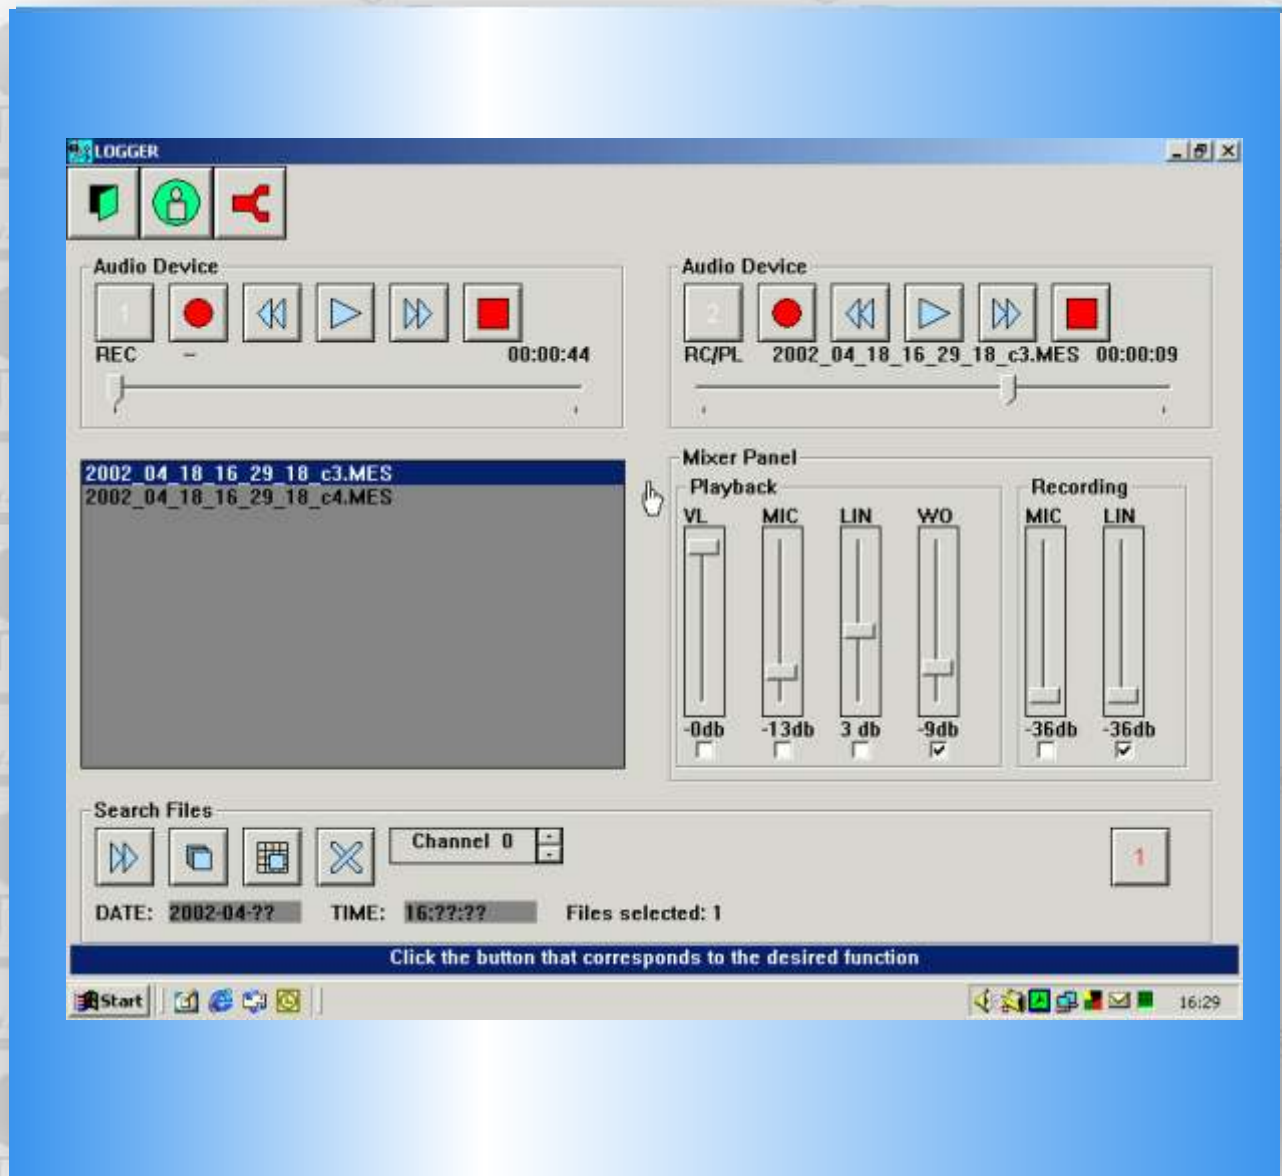 LOGGER
Audio Device
1
REC – 00:00:44
Audio Device
2
RC/PL 2002_04_18_16_29_18_c3.MES 00:00:09
2002_04_18_16_29_18_c3.MES
2002_04_18_16_29_18_c4.MES
Mixer Panel
Playback
VL MIC LIN WO
-0db -13db 3 db -9db
Recording
MIC LIN
-36db -36db
Search Files
Channel 0
1
DATE: 2002-04-?? TIME: 16:??:?? Files selected: 1
Click the button that corresponds to the desired function
Start 16:29